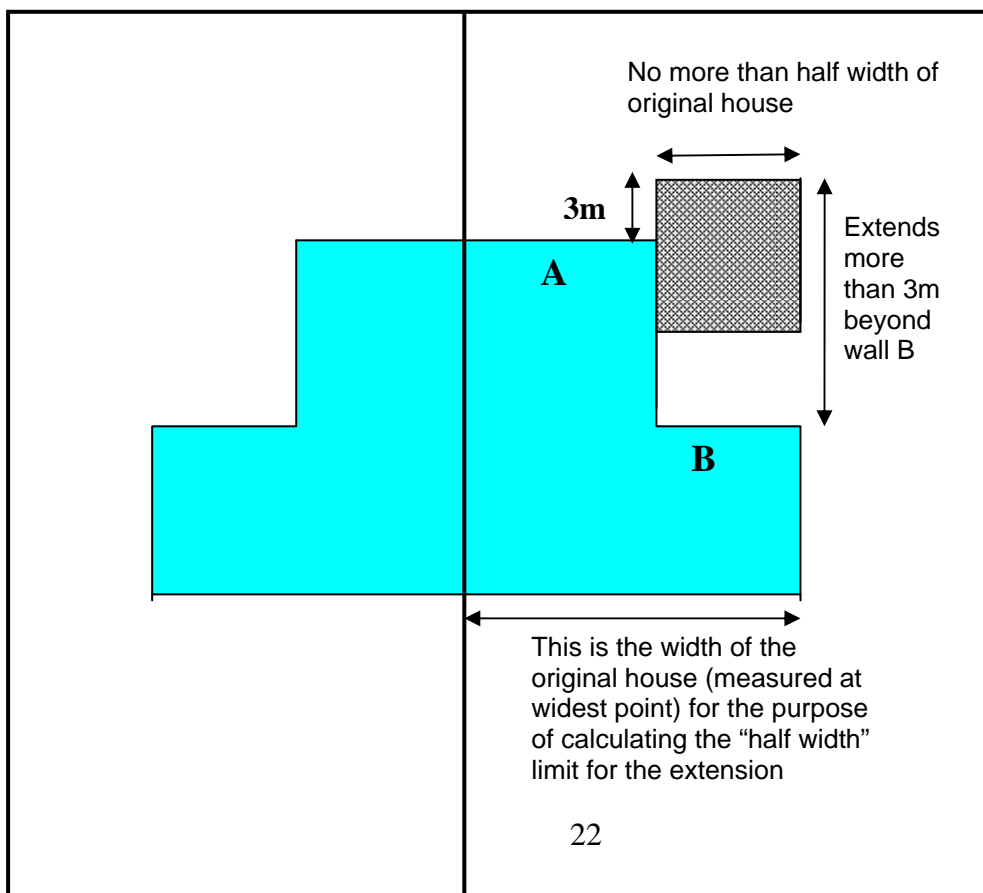 No more than half width of
original house
3m
Extends
more
than 3m
beyond
wall B
A
B
This is the width of the
original house (measured at
widest point) for the purpose
of calculating the “half width”
limit for the extension
22